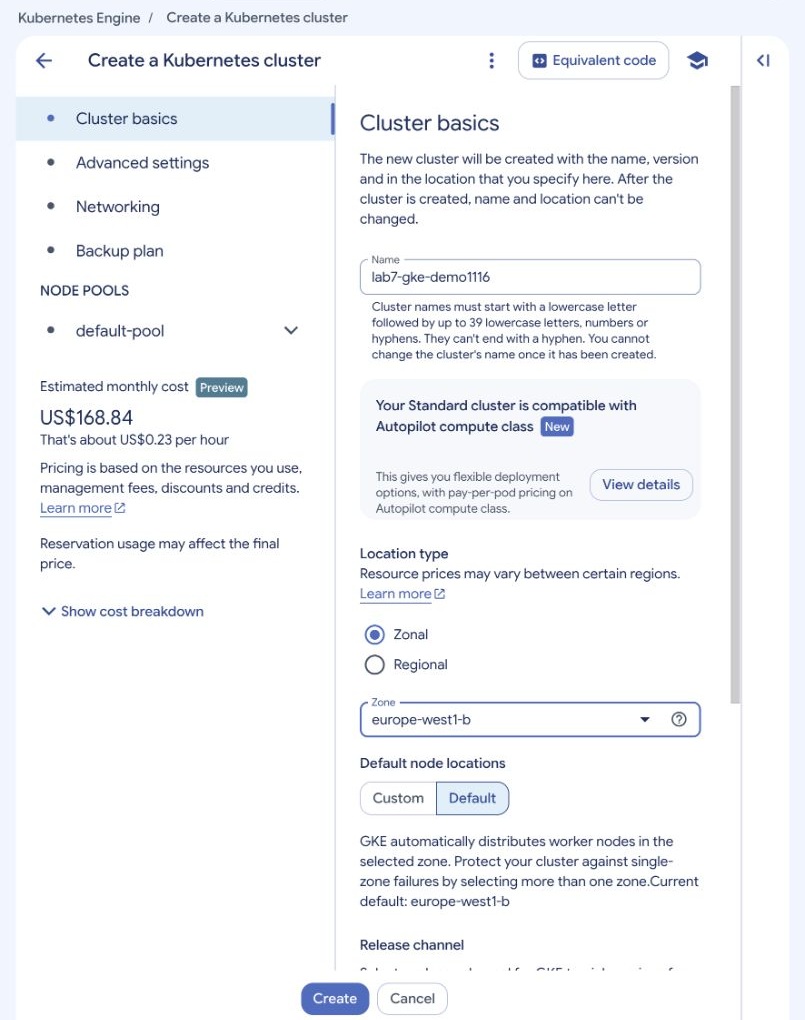 Kubernetes Engine / Create a Kubernetes cluster
Create a Kubernetes cluster
Equivalent code
Cluster basics
Advanced settings
Networking
Backup plan
NODE POOLS
default-pool
Estimated monthly cost Preview
US$168.84
That's about US$0.23 per hour
Pricing is based on the resources you use,
management fees, discounts and credits.
Learn more
Reservation usage may affect the final
price.
Show cost breakdown
Cluster basics
The new cluster will be created with the name, version
and in the location that you specify here. After the
cluster is created, name and location can't be
changed.
Name
lab7-gke-demo1116
Cluster names must start with a lowercase letter
followed by up to 39 lowercase letters, numbers or
hyphens. They can't end with a hyphen. You cannot
change the cluster's name once it has been created.
Your Standard cluster is compatible with
Autopilot compute class New
This gives you flexible deployment
options, with pay-per-pod pricing on
Autopilot compute class.
View details
Location type
Resource prices may vary between certain regions.
Learn more
Zonal
Regional
Zone
europe-west1-b
Default node locations
Custom Default
GKE automatically distributes worker nodes in the
selected zone. Protect your cluster against single-
zone failures by selecting more than one zone.Current
default: europe-west1-b
Release channel
Create Cancel